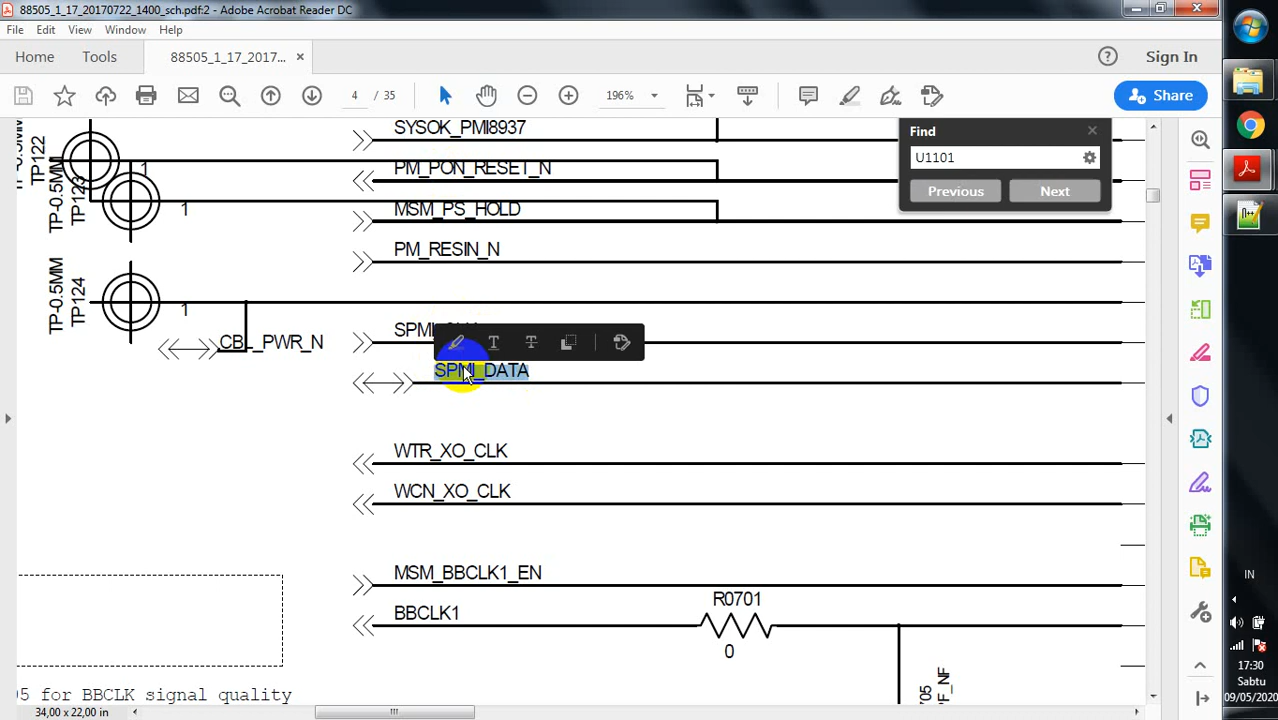 88505_1_17_20170722_1400_sch.pdf:2 - Adobe Acrobat Reader DC
File Edit View Window Help
Home Tools 88505_1_17_2017... × Sign In
4 / 35 196% Share
Find
U1101
Previous Next
SYSOK_PMI8937
PM_PON_RESET_N
MSM_PS_HOLD
PM_RESIN_N
TP122
TP-0.5MM
TP123
1
1
TP-0.5MM
TP124
1
CBL_PWR_N
SPMI_DATA
WTR_XO_CLK
WCN_XO_CLK
MSM_BBCLK1_EN
BBCLK1
R0701
0
05 for BBCLK signal quality
34,00 x 22,00 in
IN
17:30
Sabtu
09/05/2020